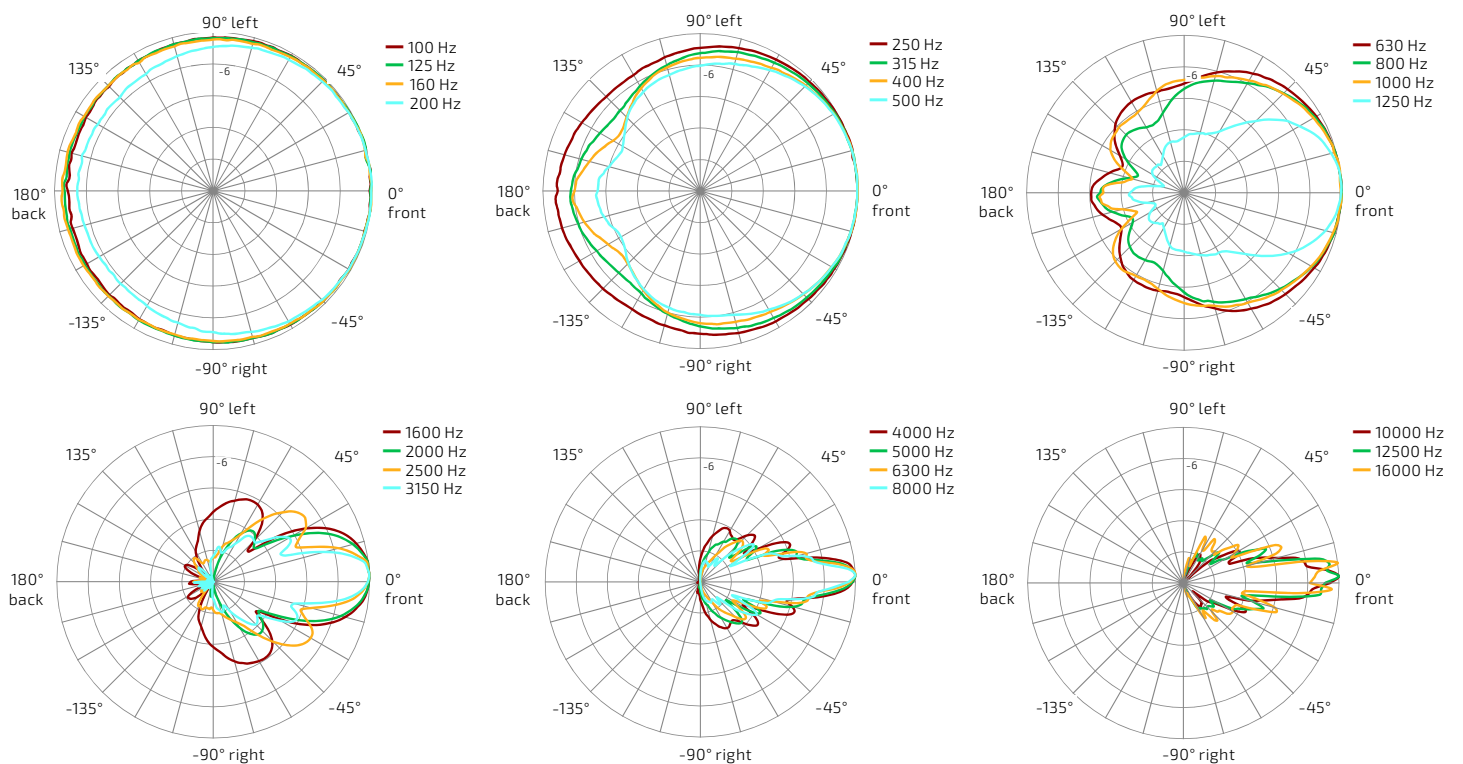 90° left
135°
45°
-6
180°
back
0°
front
-135°
-45°
-90° right
100 Hz
125 Hz
160 Hz
200 Hz
90° left
135°
45°
-6
180°
back
0°
front
-135°
-45°
-90° right
250 Hz
315 Hz
400 Hz
500 Hz
90° left
135°
45°
-6
180°
back
0°
front
-135°
-45°
-90° right
630 Hz
800 Hz
1000 Hz
1250 Hz
90° left
135°
45°
-6
180°
back
0°
front
-135°
-45°
-90° right
1600 Hz
2000 Hz
2500 Hz
3150 Hz
90° left
135°
45°
-6
180°
back
0°
front
-135°
-45°
-90° right
4000 Hz
5000 Hz
6300 Hz
8000 Hz
90° left
135°
45°
-6
180°
back
0°
front
-135°
-45°
-90° right
10000 Hz
12500 Hz
16000 Hz